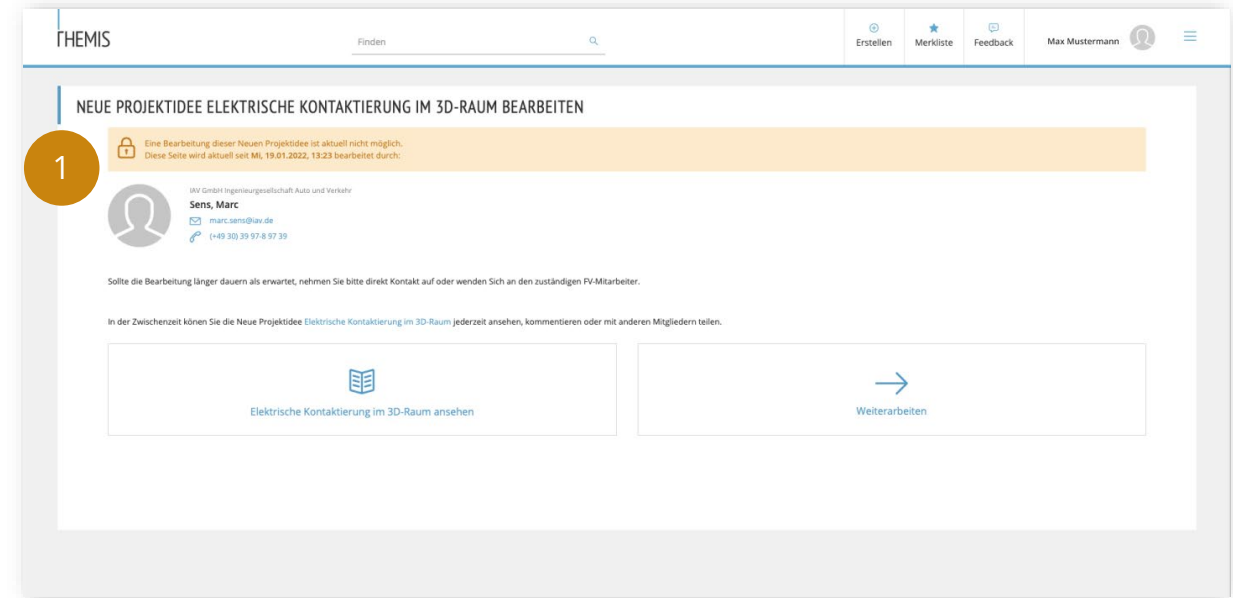 THEMIS
Finden
Erstellen
Merkliste
Feedback
Max Mustermann
NEUE PROJEKTIDEE ELEKTRISCHE KONTAKTIERUNG IM 3D-RAUM BEARBEITEN
1
Eine Bearbeitung dieser Neuen Projektidee ist aktuell nicht möglich.
Diese Seite wird aktuell seit Mi, 19.01.2022, 13:23 bearbeitet durch:
IAV GmbH Ingenieurgesellschaft Auto und Verkehr
Sens, Marc
marc.sens@iav.de
(+49 30) 39 97-8 97 39
Sollte die Bearbeitung länger dauern als erwartet, nehmen Sie bitte direkt Kontakt auf oder wenden Sich an den zuständigen FV-Mitarbeiter.
In der Zwischenzeit könen Sie die Neue Projektidee Elektrische Kontaktierung im 3D-Raum jederzeit ansehen, kommentieren oder mit anderen Mitgliedern teilen.
Elektrische Kontaktierung im 3D-Raum ansehen
Weiterarbeiten